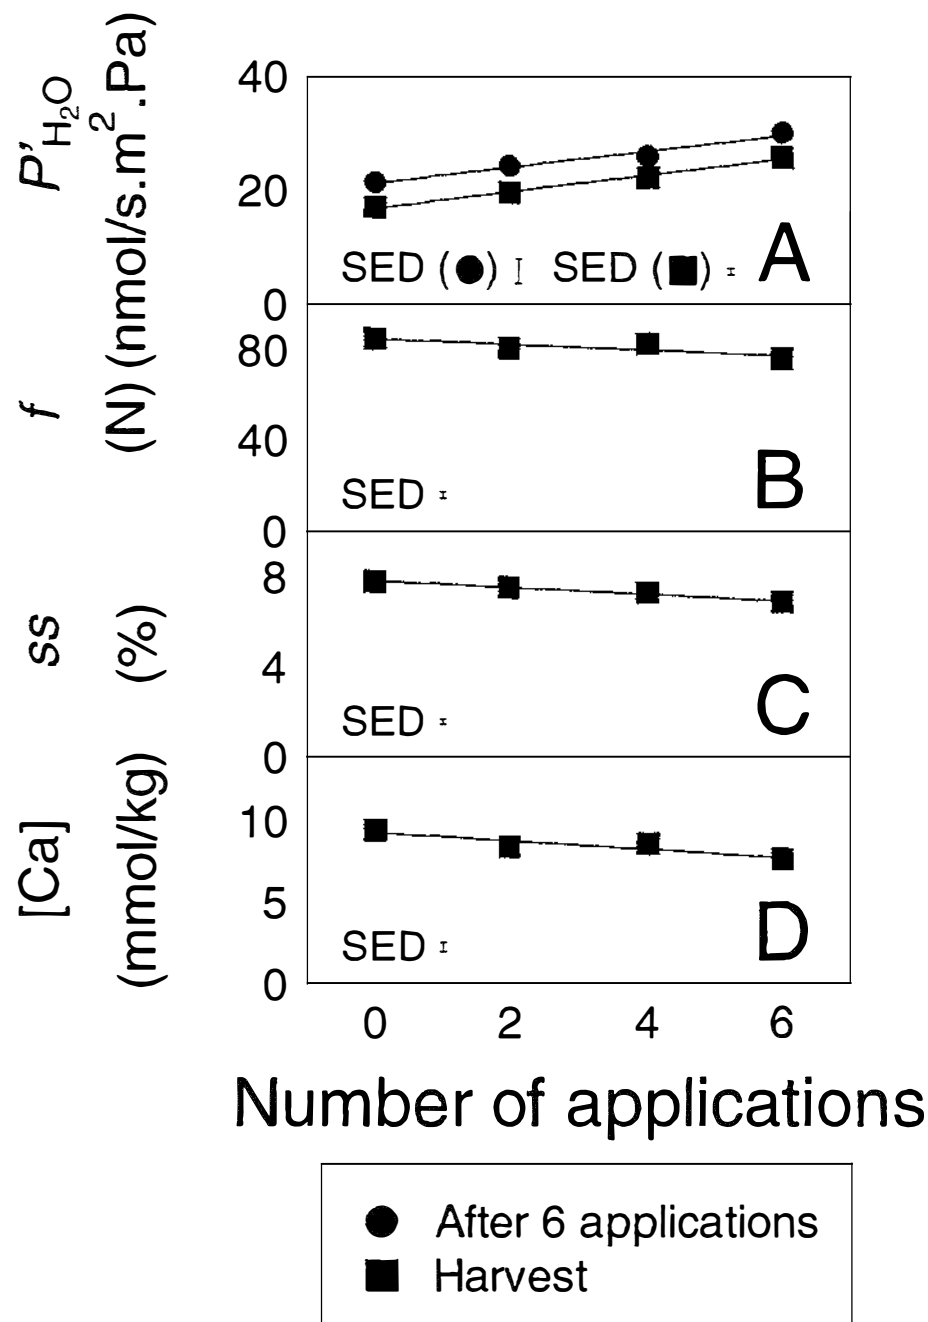 P'H₂O
(nmol/s.m².Pa)
40
20
0
SED (●) SED (■) A
f
(N)
80
40
0
SED B
ss
(%)
8
4
0
SED C
[Ca]
(mmol/kg)
10
5
0
SED D
0 2 4 6
Number of applications
After 6 applications
Harvest